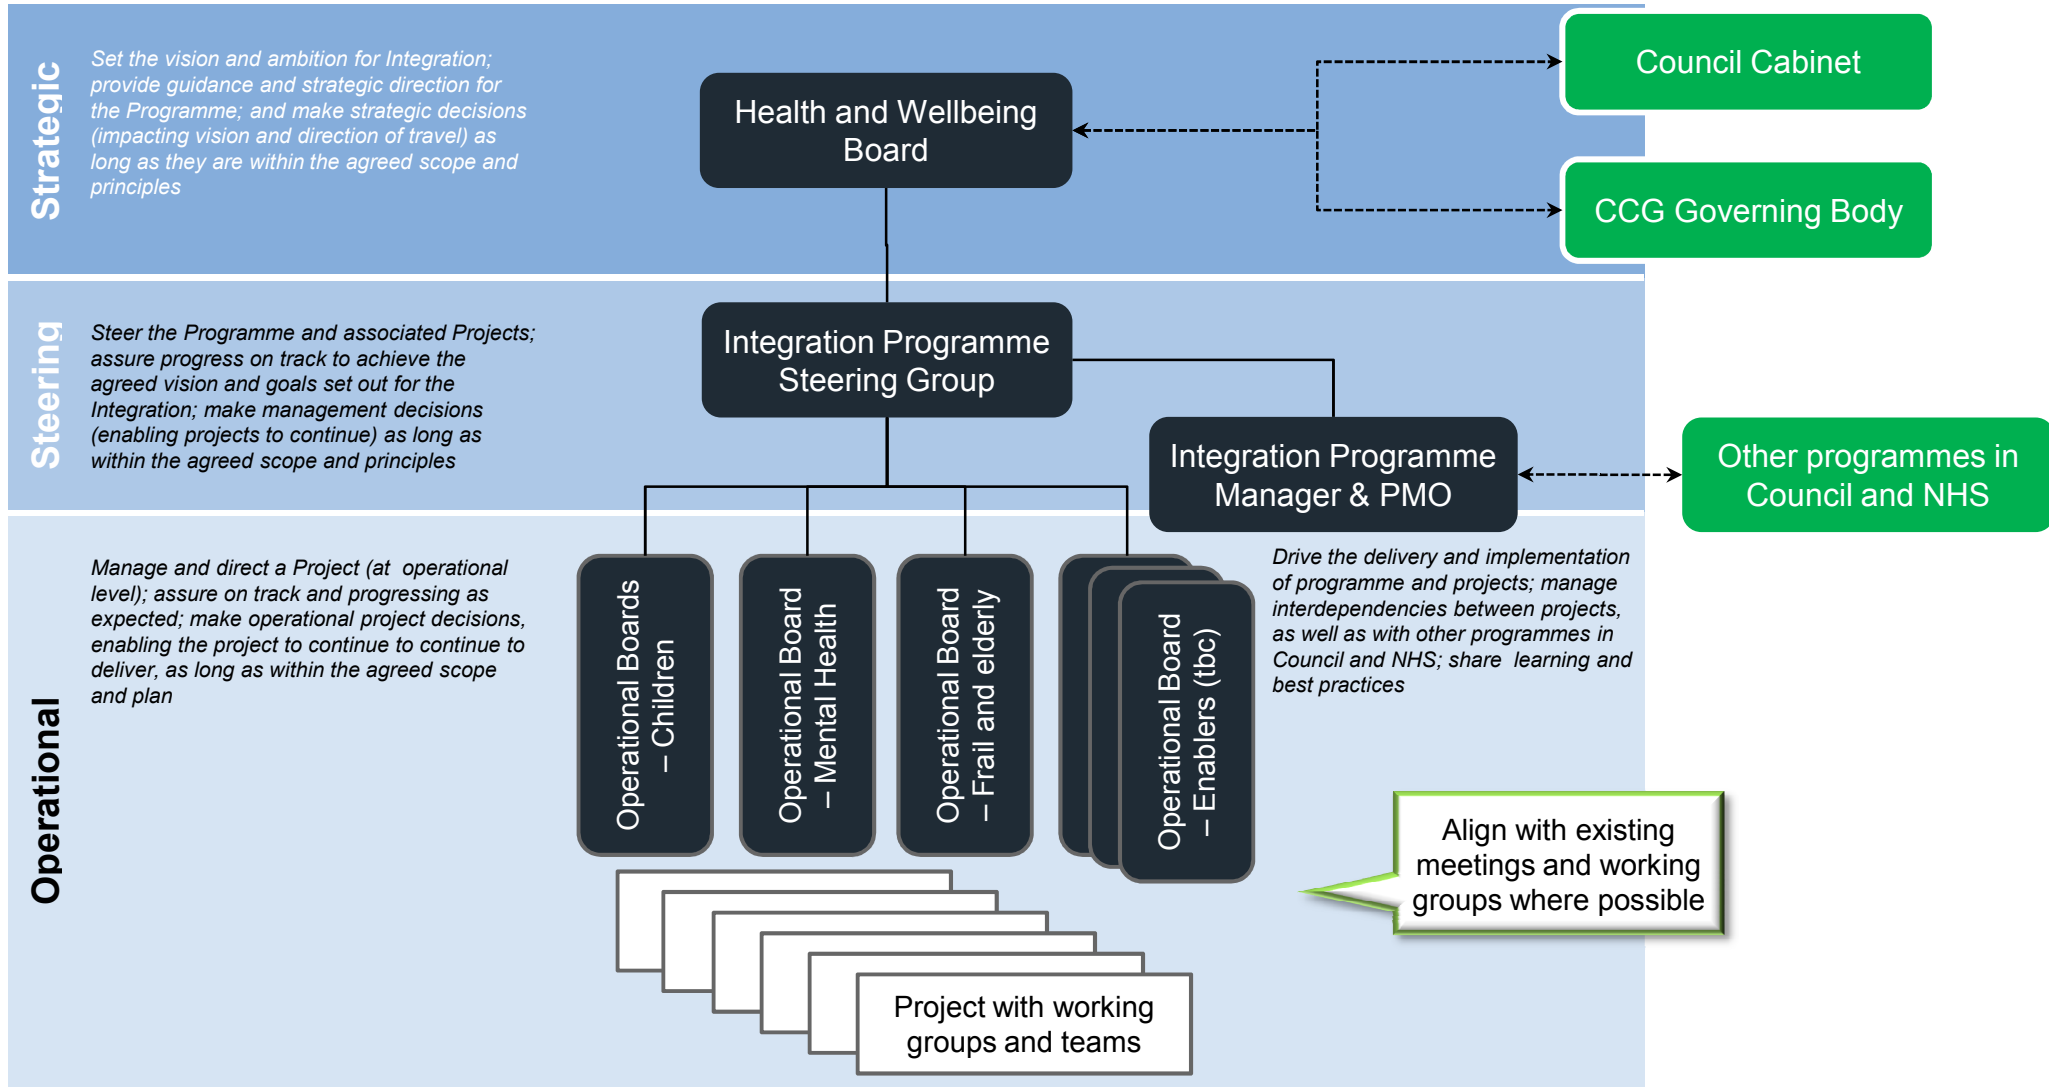 Strategic
Set the vision and ambition for Integration;
provide guidance and strategic direction for
the Programme; and make strategic decisions
(impacting vision and direction of travel) as
long as they are within the agreed scope and
principles
Health and Wellbeing
Board
Council Cabinet
CCG Governing Body
Steering
Steer the Programme and associated Projects;
assure progress on track to achieve the
agreed vision and goals set out for the
Integration; make management decisions
(enabling projects to continue) as long as
within the agreed scope and principles
Integration Programme
Steering Group
Integration Programme
Manager & PMO
Other programmes in
Council and NHS
Operational
Manage and direct a Project (at operational
level); assure on track and progressing as
expected; make operational project decisions,
enabling the project to continue to continue to
deliver, as long as within the agreed scope
and plan
Operational Boards
– Children
Operational Board
– Mental Health
Operational Board
– Frail and elderly
Operational Board
– Enablers (tbc)
Drive the delivery and implementation
of programme and projects; manage
interdependencies between projects,
as well as with other programmes in
Council and NHS; share learning and
best practices
Align with existing
meetings and working
groups where possible
Project with working
groups and teams